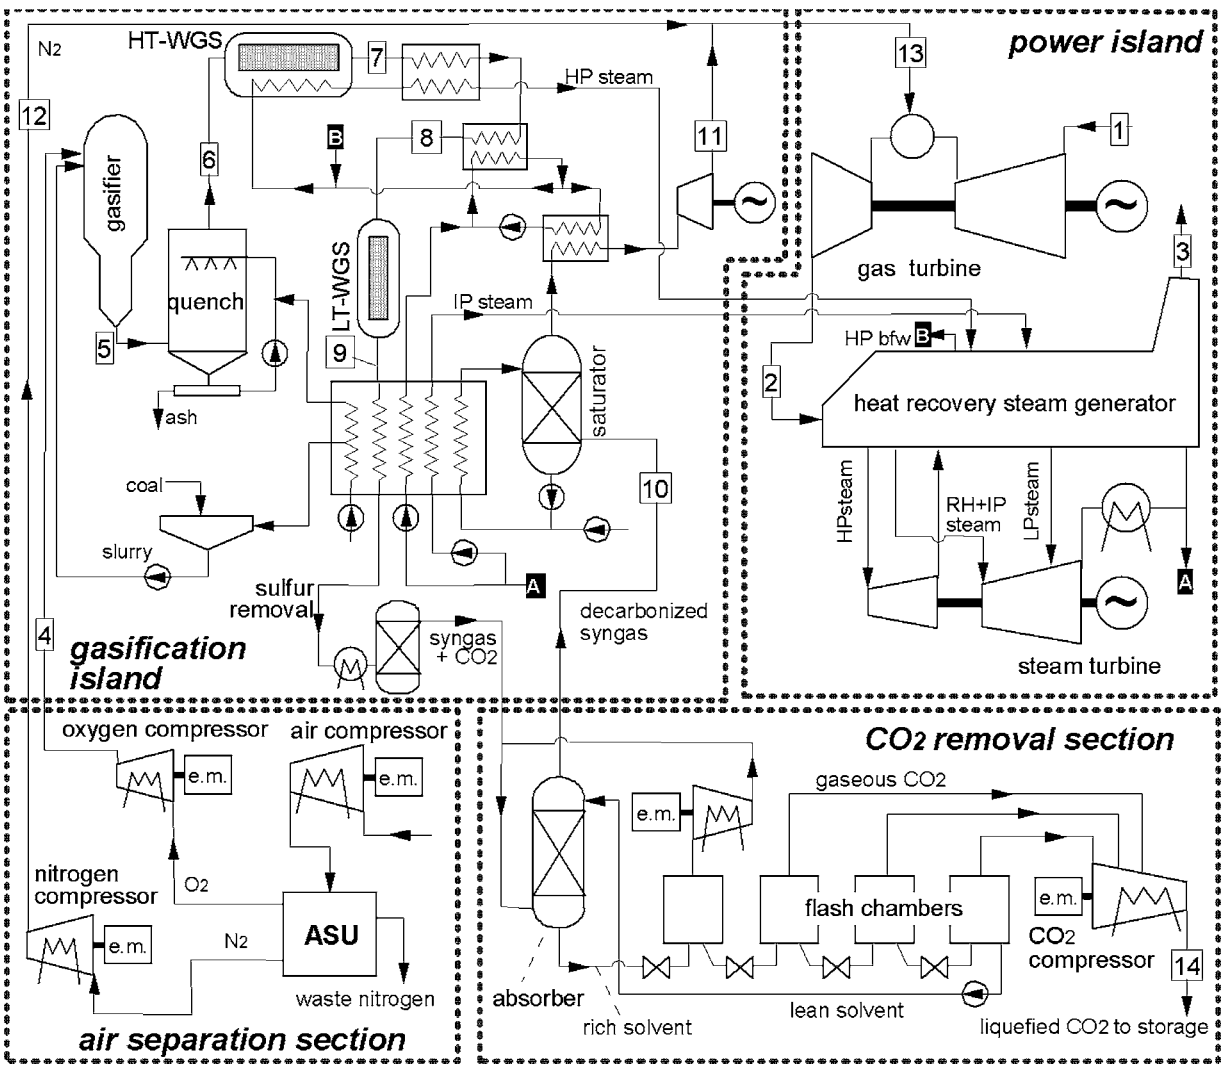 HT-WGS
N2
7
HP steam
power island
13
12
gasifier
6
B
8
11
1
~
~
quench
LT-WGS
IP steam
gas turbine
3
5
9
saturator
HP bfw
B
2
heat recovery steam generator
ash
coal
10
slurry
HPsteam
RH+IP
steam
LPsteam
A
sulfur
removal
A
decarbonized
syngas
syngas
+ CO2
~
4
gasification
island
steam turbine
oxygen compressor
air compressor
CO2 removal section
e.m.
e.m.
gaseous CO2
e.m.
nitrogen
compressor
O2
flash chambers
e.m.
e.m.
N2
ASU
CO2
compressor
14
waste nitrogen
absorber
rich solvent
lean solvent
liquefied CO2 to storage
air separation section